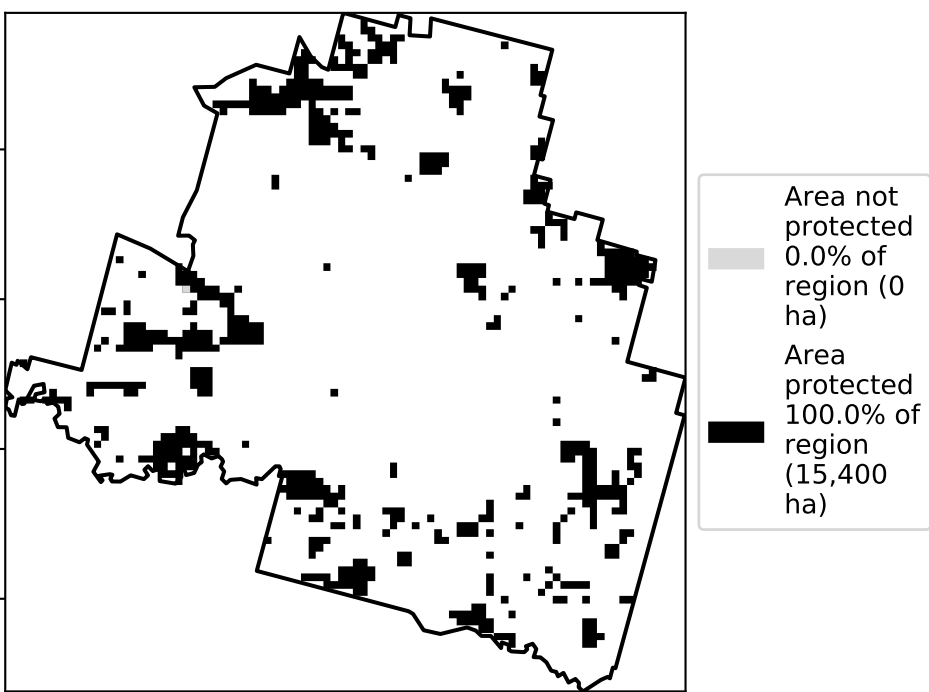 Area not
protected
0.0% of
region (0
ha)
Area
protected
100.0% of
region
(15,400
ha)